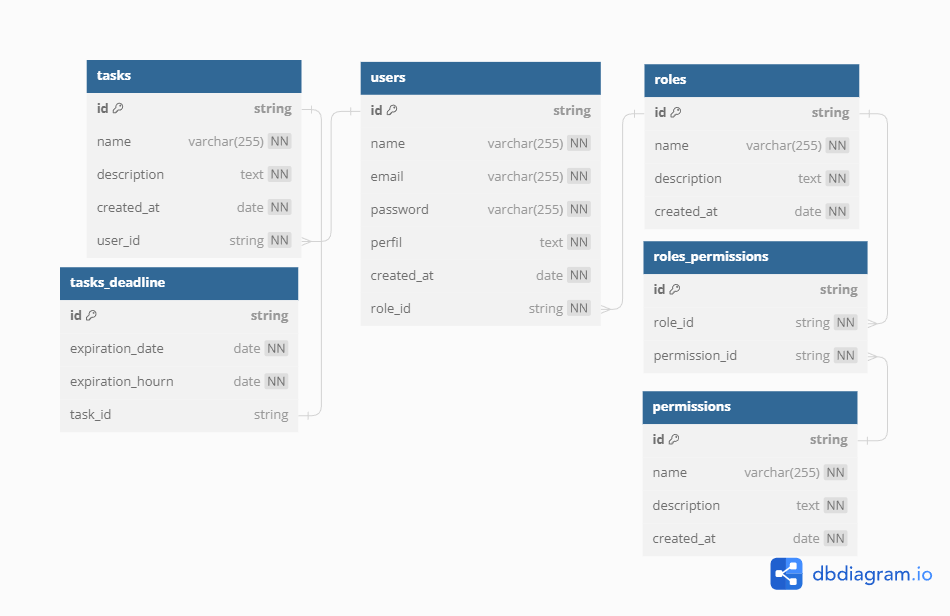 tasks
id string
name varchar(255) NN
description text NN
created_at date NN
user_id string NN
tasks_deadline
id string
expiration_date date NN
expiration_hourn date NN
task_id string
users
id string
name varchar(255) NN
email varchar(255) NN
password varchar(255) NN
perfil text NN
created_at date NN
role_id string NN
roles
id string
name varchar(255) NN
description text NN
created_at date NN
roles_permissions
id string
role_id string NN
permission_id string NN
permissions
id string
name varchar(255) NN
description text NN
created_at date NN
dbdiagram.io